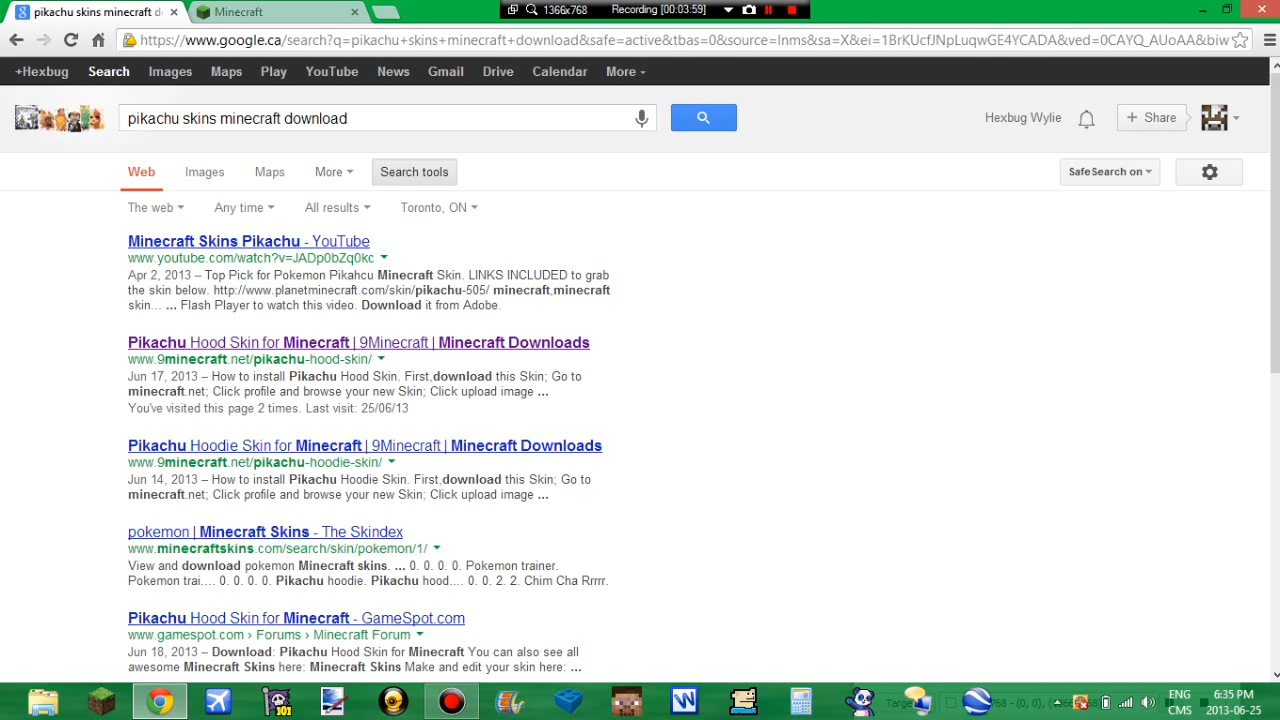 pikachu skins minecraft d
Minecraft
1366x768
Recording [00:03:59]
https://www.google.ca/search?q=pikachu+skins+minecraft+download&safe=active&tbas=0&source=lnms&sa=X&ei=1BrKUcfJNpLuqwGE4YCADA&ved=0CAYQ_AUoAA&biw
+Hexbug Search Images Maps Play YouTube News Gmail Drive Calendar More
pikachu skins minecraft download
Hexbug Wylie
+ Share
Web Images Maps More Search tools
SafeSearch on
The web Any time All results Toronto, ON
Minecraft Skins Pikachu - YouTube
www.youtube.com/watch?v=JADp0bZq0kc
Apr 2, 2013 – Top Pick for Pokemon Pikahcu Minecraft Skin. LINKS INCLUDED to grab
the skin below. http://www.planetminecraft.com/skin/pikachu-505/ minecraft,minecraft
skin... ... Flash Player to watch this video. Download it from Adobe.
Pikachu Hood Skin for Minecraft | 9Minecraft | Minecraft Downloads
www.9minecraft.net/pikachu-hood-skin/
Jun 17, 2013 – How to install Pikachu Hood Skin. First,download this Skin; Go to
minecraft.net; Click profile and browse your new Skin; Click upload image ...
You've visited this page 2 times. Last visit: 25/06/13
Pikachu Hoodie Skin for Minecraft | 9Minecraft | Minecraft Downloads
www.9minecraft.net/pikachu-hoodie-skin/
Jun 14, 2013 – How to install Pikachu Hoodie Skin. First,download this Skin; Go to
minecraft.net; Click profile and browse your new Skin; Click upload image ...
pokemon | Minecraft Skins - The Skindex
www.minecraftskins.com/search/skin/pokemon/1/
View and download pokemon Minecraft skins. ... 0. 0. 0. 0. Pokemon trainer.
Pokemon trai.... 0. 0. 0. 0. Pikachu hoodie. Pikachu hood.... 0. 0. 2. 2. Chim Cha Rrrrr.
Pikachu Hood Skin for Minecraft - GameSpot.com
www.gamespot.com › Forums › Minecraft Forum
Jun 18, 2013 – Download: Pikachu Hood Skin for Minecraft You can also see all
awesome Minecraft Skins here: Minecraft Skins Make and edit your skin here: ...
101
W
Targe
ENG
CMS
6:35 PM
2013-06-25